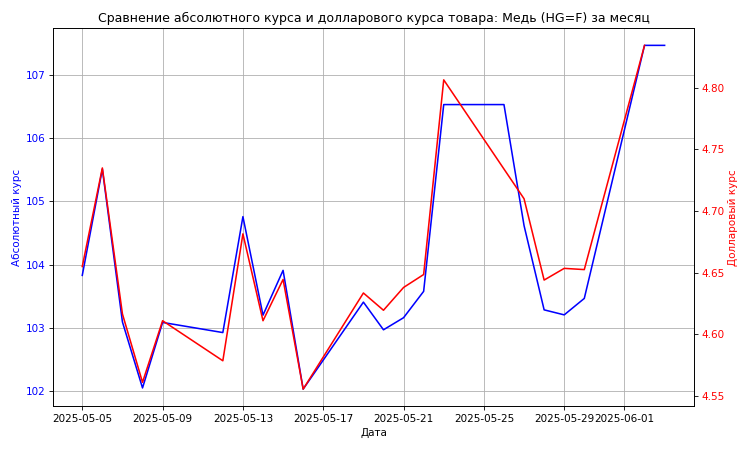 Сравнение абсолютного курса и долларового курса товара: Медь (HG=F) за месяц
107
106
105
104
103
102
Абсолютный курс
4.80
4.75
4.70
4.65
4.60
4.55
Долларовый курс
2025-05-05 2025-05-09 2025-05-13 2025-05-17 2025-05-21 2025-05-25 2025-05-29 2025-06-01
Дата